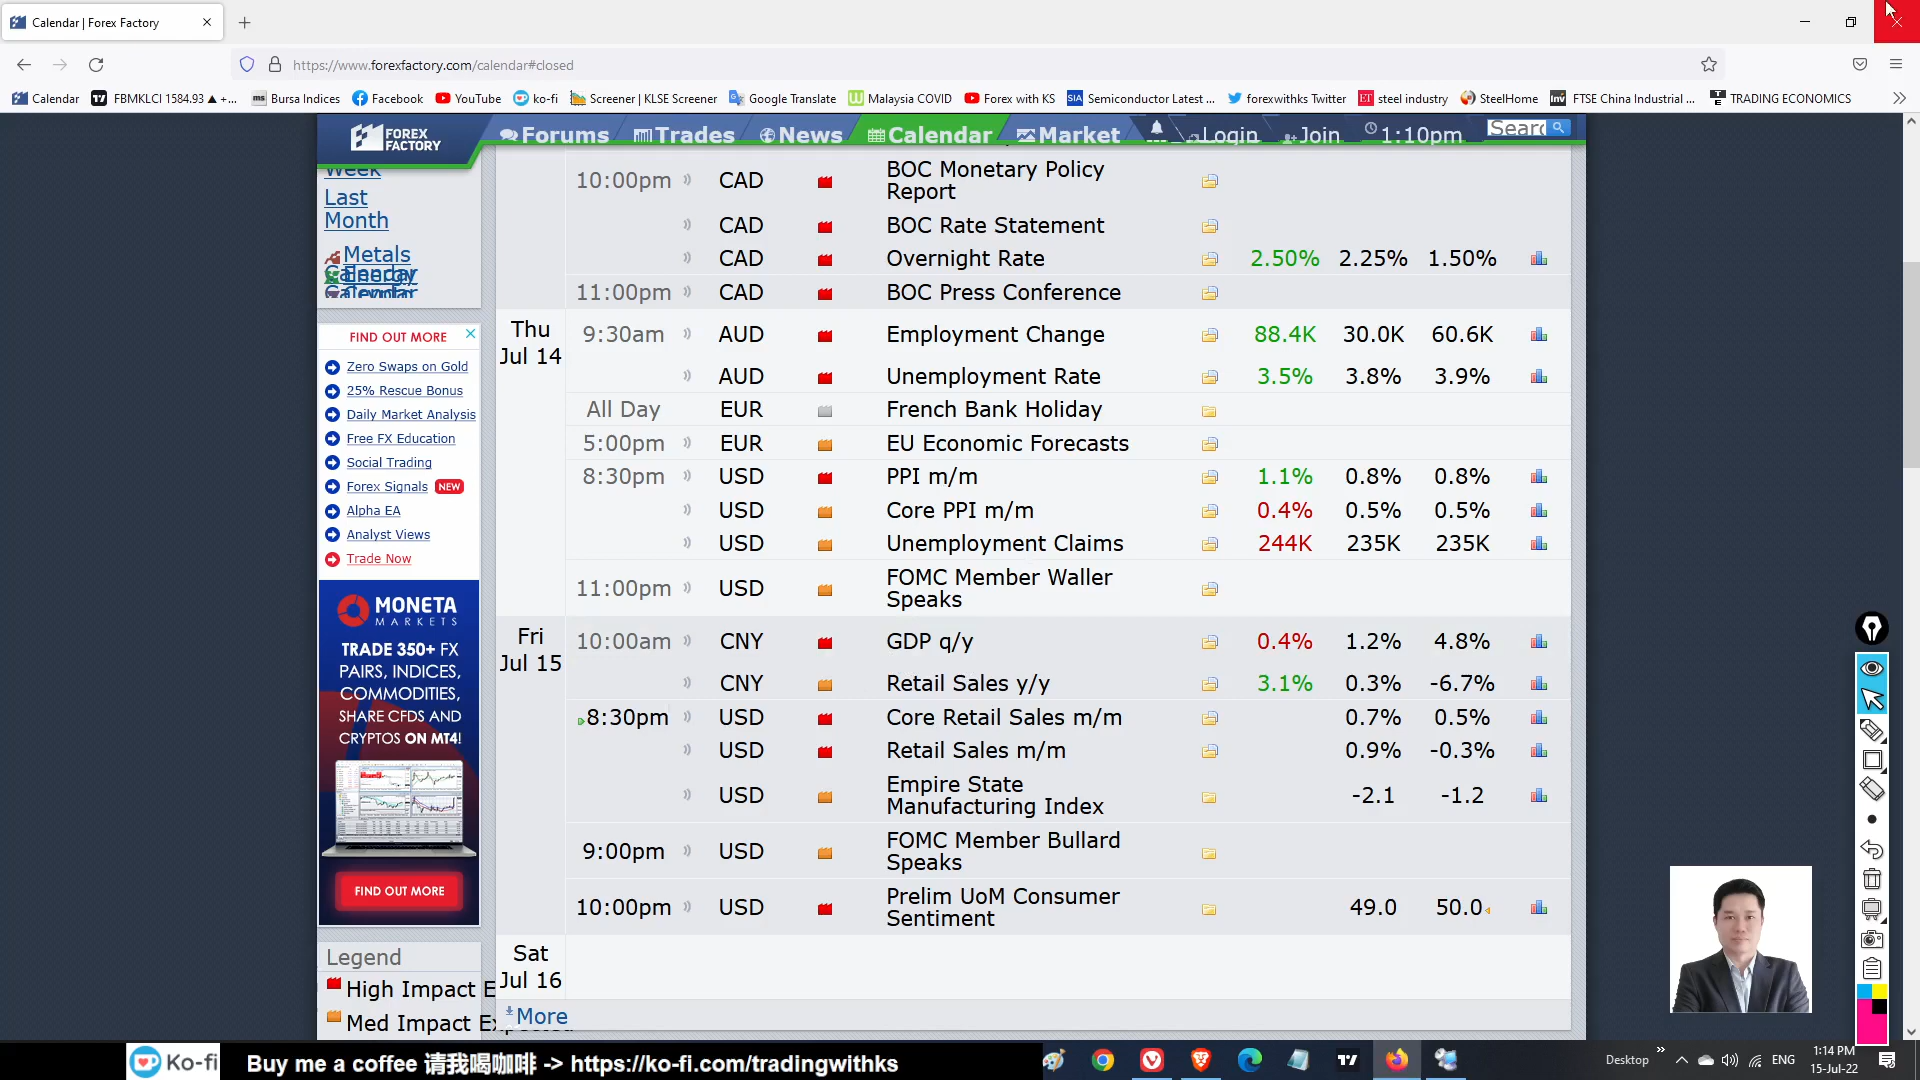 Calendar | Forex Factory
https://www.forexfactory.com/calendar#closed
Calendar FBMKLCI 1584.93 ▲ +... Bursa Indices Facebook YouTube ko-fi Screener | KLSE Screener Google Translate Malaysia COVID Forex with KS Semiconductor Latest ... forexwithks Twitter steel industry SteelHome FTSE China Industrial ... TRADING ECONOMICS
FOREX FACTORY Forums Trades News Calendar Market Login Join 1:10pm Searc
Week
Last
Month
Metals
Calendar
Energy
Calendar
Crypto
FIND OUT MORE
Zero Swaps on Gold
25% Rescue Bonus
Daily Market Analysis
Free FX Education
Social Trading
Forex Signals NEW
Alpha EA
Analyst Views
Trade Now
MONETA
MARKETS
TRADE 350+ FX
PAIRS, INDICES,
COMMODITIES,
SHARE CFDS AND
CRYPTOS ON MT4!
FIND OUT MORE
Legend
High Impact E
Med Impact Ex
10:00pm CAD BOC Monetary Policy Report
CAD BOC Rate Statement
CAD Overnight Rate 2.50% 2.25% 1.50%
11:00pm CAD BOC Press Conference
Thu Jul 14 9:30am AUD Employment Change 88.4K 30.0K 60.6K
AUD Unemployment Rate 3.5% 3.8% 3.9%
All Day EUR French Bank Holiday
5:00pm EUR EU Economic Forecasts
8:30pm USD PPI m/m 1.1% 0.8% 0.8%
USD Core PPI m/m 0.4% 0.5% 0.5%
USD Unemployment Claims 244K 235K 235K
11:00pm USD FOMC Member Waller Speaks
Fri Jul 15 10:00am CNY GDP q/y 0.4% 1.2% 4.8%
CNY Retail Sales y/y 3.1% 0.3% -6.7%
8:30pm USD Core Retail Sales m/m 0.7% 0.5%
USD Retail Sales m/m 0.9% -0.3%
USD Empire State Manufacturing Index -2.1 -1.2
9:00pm USD FOMC Member Bullard Speaks
10:00pm USD Prelim UoM Consumer Sentiment 49.0 50.0
Sat Jul 16
More
Ko-fi Buy me a coffee 请我喝咖啡 -> https://ko-fi.com/tradingwithks
Desktop ENG 1:14 PM
15-Jul-22